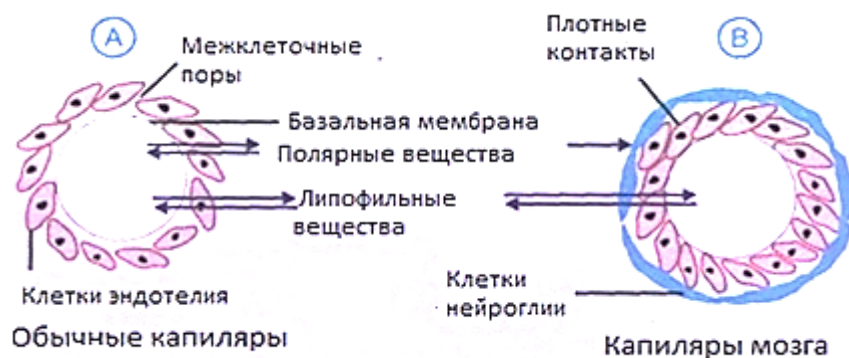 A
Межклеточные
поры
Плотные
контакты
B
Базальная мембрана
Полярные вещества
Липофильные
вещества
Клетки эндотелия
Клетки
нейроглии
Обычные капиляры
Капиляры мозга